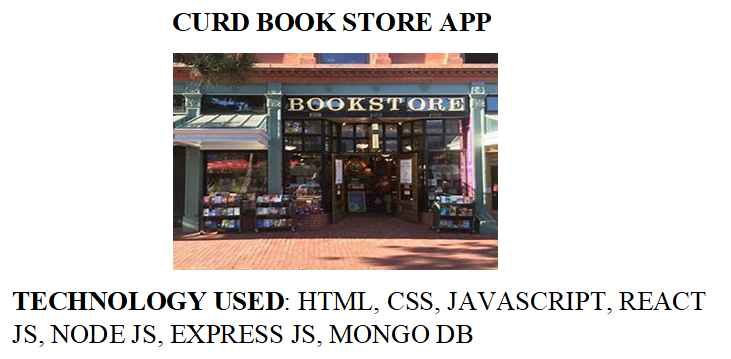 CURD BOOK STORE APP
BOOKSTORE
TECHNOLOGY USED: HTML, CSS, JAVASCRIPT, REACT
JS, NODE JS, EXPRESS JS, MONGO DB